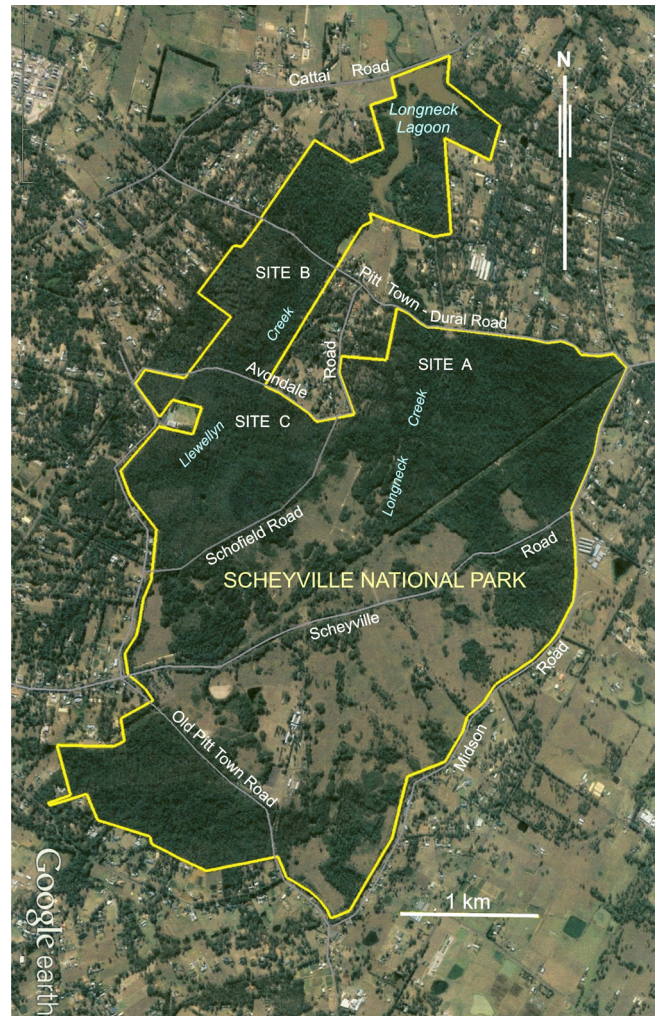 Cattai Road
N
Longneck
Lagoon
SITE B
Pitt Town - Dural Road
Creek
Road
SITE A
Avondale
Creek
SITE C
Llewellyn
Longneck
Schofield Road
Road
SCHEYVILLE NATIONAL PARK
Scheyville
Road
Old Pitt Town Road
Midson
1 km
Google earth